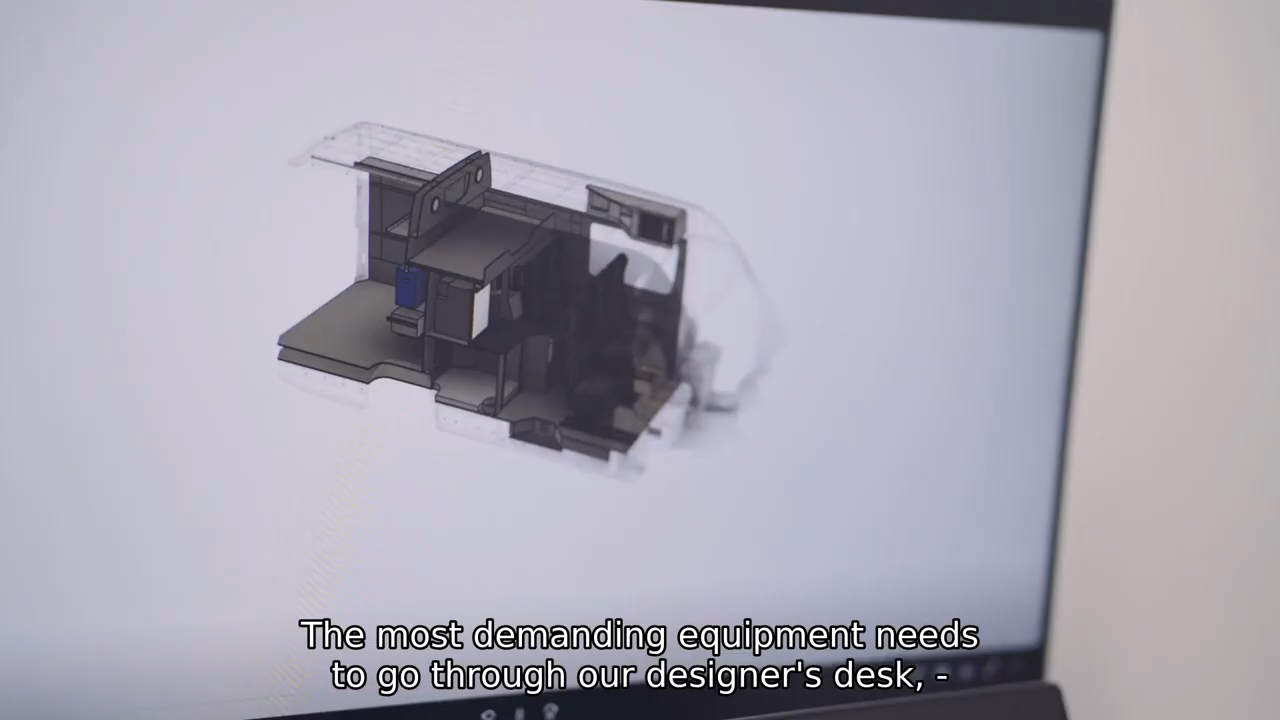 The most demanding equipment needs
to go through our designer's desk, -